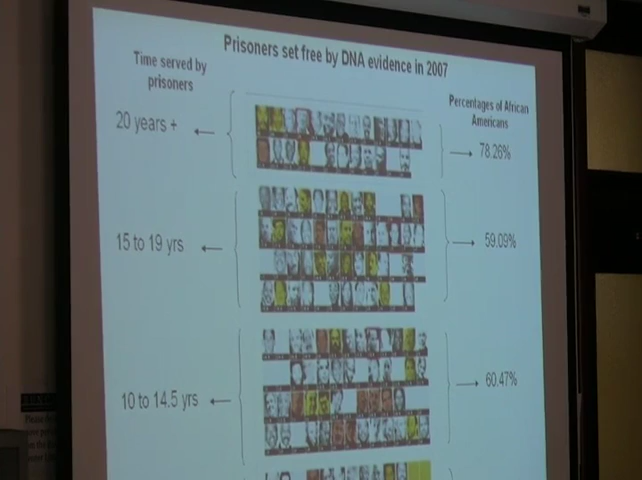 Prisoners set free by DNA evidence in 2007
Time served by
prisoners
Percentages of African
Americans
20 years +
78.26%
15 to 19 yrs
59.09%
10 to 14.5 yrs
60.47%